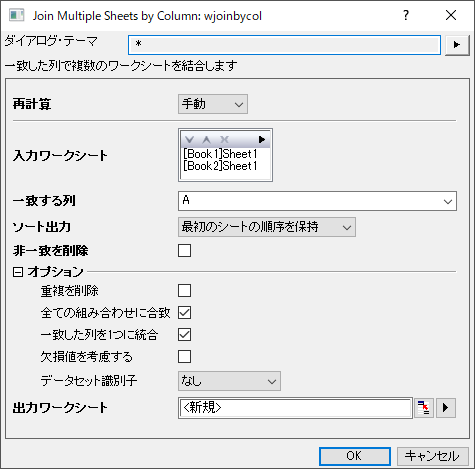 Join Multiple Sheets by Column: wjoinbycol
ダイアログ・テーマ *
一致した列で複数のワークシートを結合します
再計算 手動
入力ワークシート [Book1]Sheet1
[Book2]Sheet1
一致する列 A
ソート出力 最初のシートの順序を保持
非一致を削除
オプション
重複を削除
全ての組み合わせに合致
一致した列を1つに統合
欠損値を考慮する
データセット識別子 なし
出力ワークシート <新規>
OK キャンセル